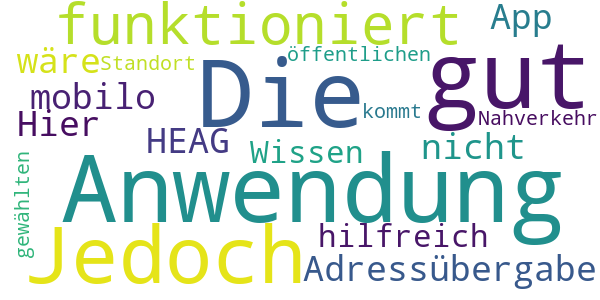 funktioniert App
wäre Standort öffentlichen
mobilo Die kommt gut
Hier HEAG Nahverkehr
Wissen nicht
gewählten Anwendung
Jedoch hilfreich
Adressübergabe